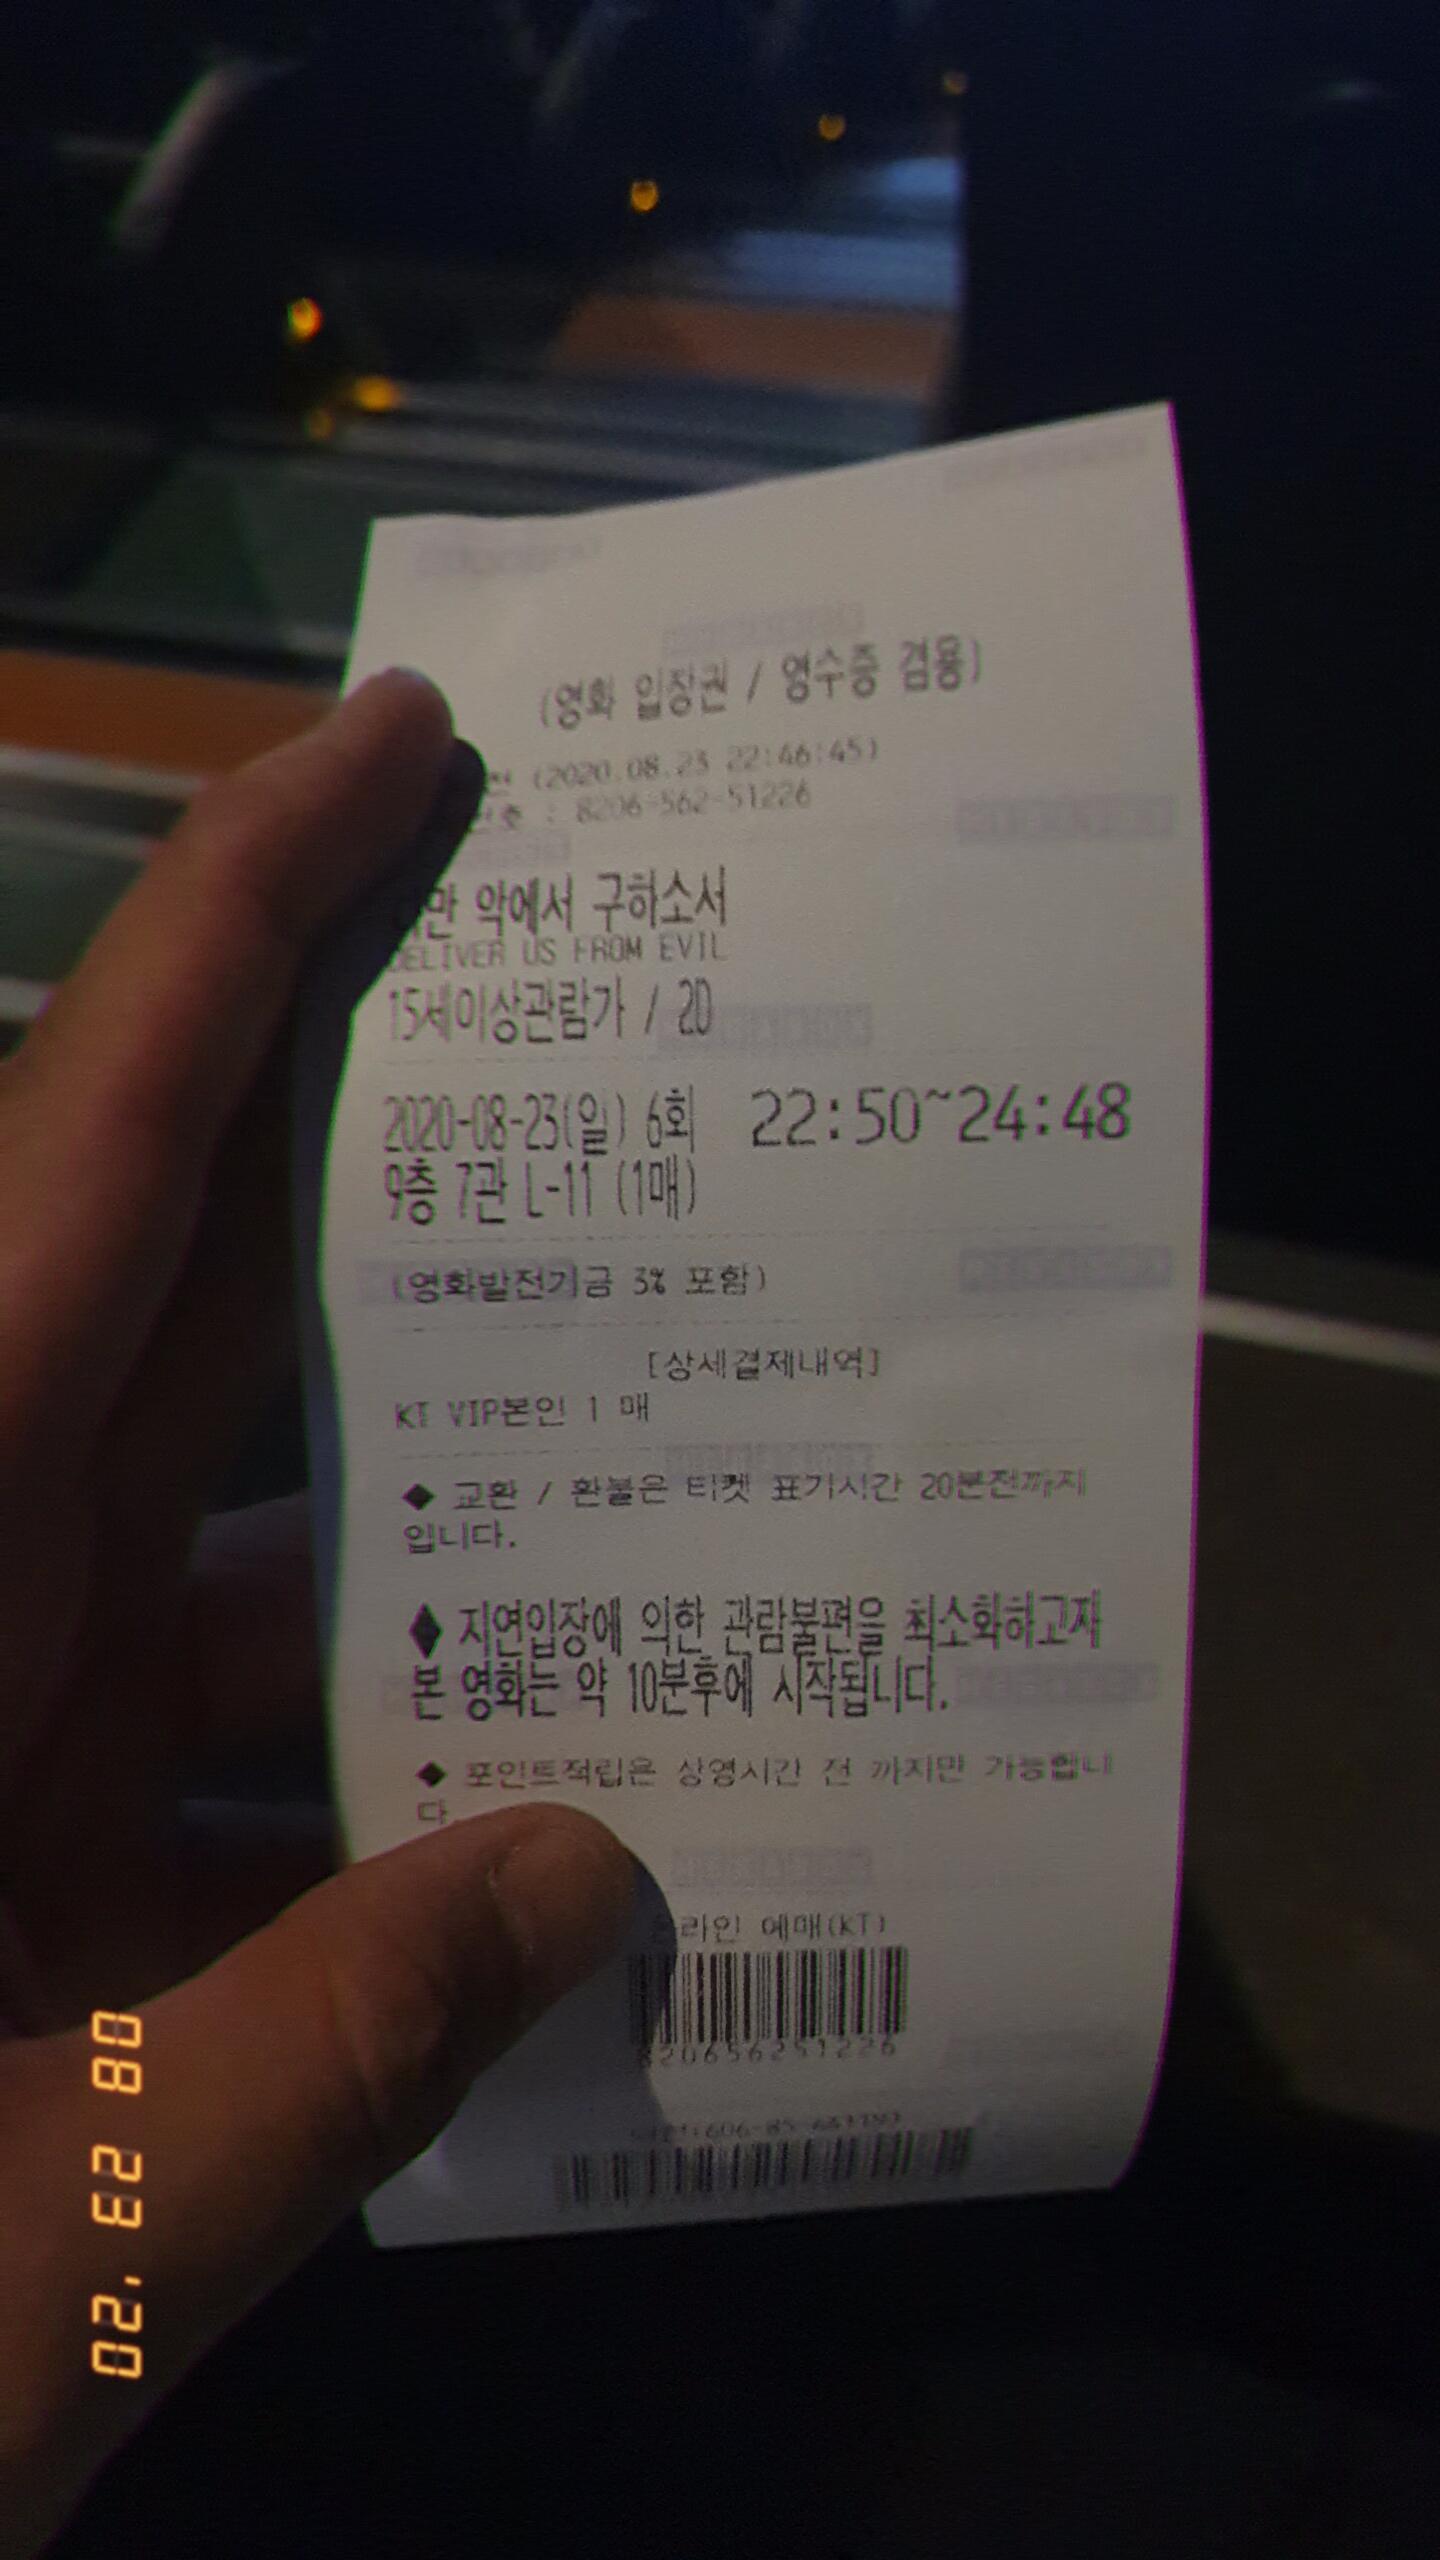 (영화 입장권 / 영수증 겸용)
(2020.08.23 22:46:45)
: 8206-562-51226
악에서 구하소서
DELIVER US FROM EVIL
15세이상관람가 / 2D
2020-08-23(일) 6회 22:50~24:48
9층 7관 L-11 (1매)
(영화발전기금 3% 포함)
[상세결제내역]
KT VIP본인 1 매
◆ 교환 / 환불은 티켓 표기시간 20분전까지
입니다.
◆ 지연입장에 의한 관람불편을 최소화하고자
본 영화는 약 10분후에 시작됩니다.
◆ 포인트적립은 상영시간 전 까지만 가능합니
다.
예매(KT)
820656251226
08 23 '20